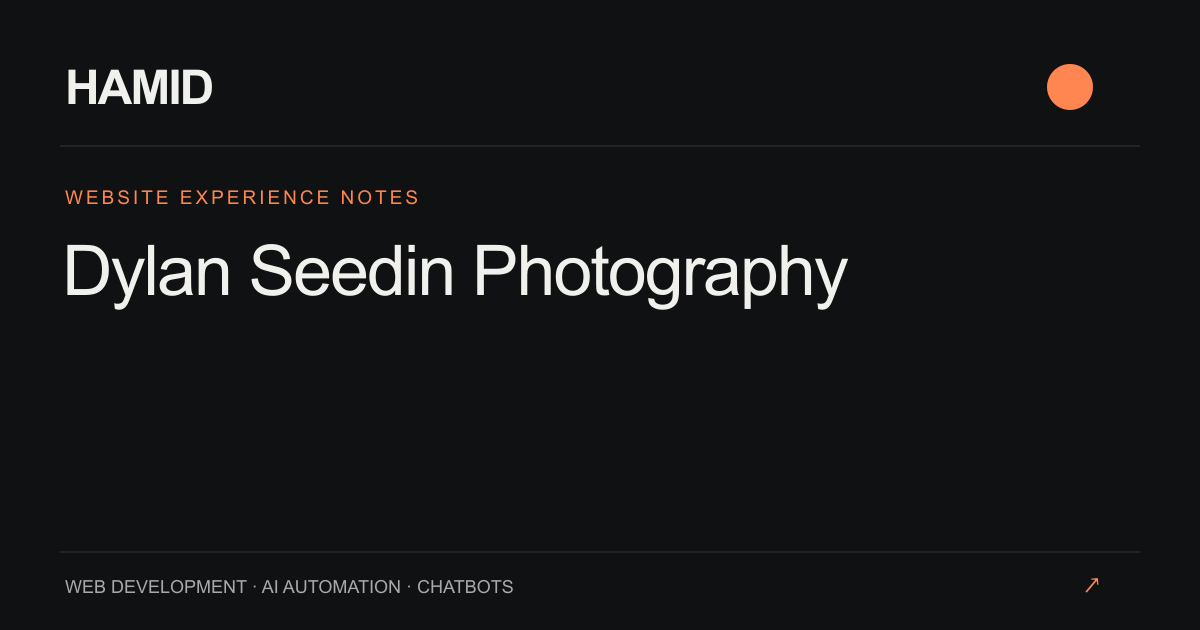 HAMID
WEBSITE EXPERIENCE NOTES
Dylan Seedin Photography
WEB DEVELOPMENT · AI AUTOMATION · CHATBOTS
↗